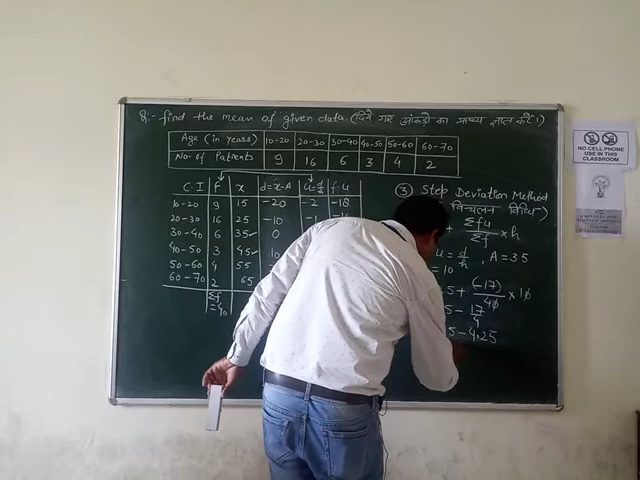 Q:- find the mean of given data (दिये गए आंकड़ो का माध्य ज्ञात करें।)
Age (in Years) 10-20 20-30 30-40 40-50 50-60 60-70
No. of Patients 9 16 6 3 4 2
C.I f x d=x-A u=d/h f.u
10-20 9 15 -20 -2 -18
20-30 16 25 -10 -1 -16
30-40 6 35 0
40-50 3 45 10
50-60 4 55
60-70 2 65
Σf
=40
③ Step Deviation Method
विचलन विधि)
+ Σfu/Σf × h
u = d/h , A = 35
= 10
5 + (-17)/40 × 10
5 - 17/4
5 - 4.25
NO CELL PHONE
USE IN THIS
CLASSROOM